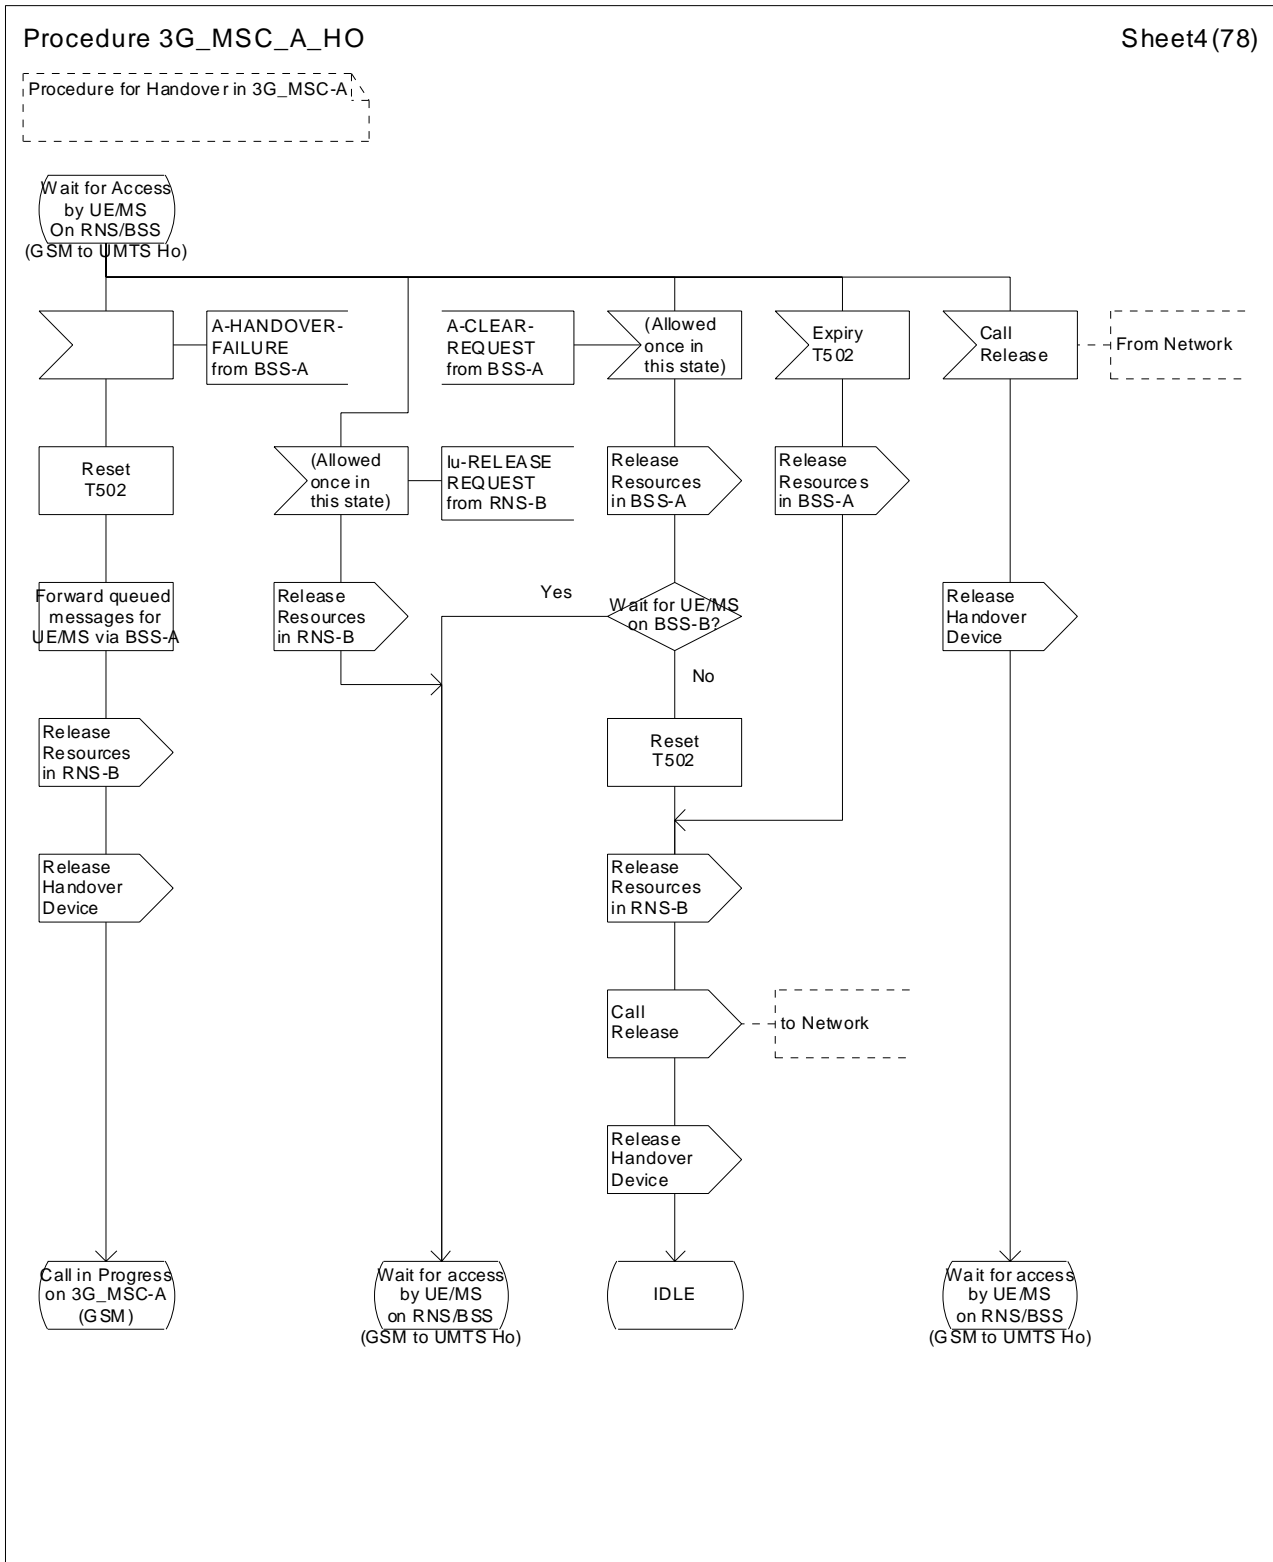 Procedure 3G_MSC_A_HO
Sheet4(78)
Procedure for Handover in 3G_MSC-A
Wait for Access
by UE/MS
On RNS/BSS
(GSM to UMTS Ho)
A-HANDOVER-
FAILURE
from BSS-A
A-CLEAR-
REQUEST
from BSS-A
(Allowed
once in
this state)
Expiry
T502
Call
Release
From Network
Reset
T502
(Allowed
once in
this state)
Iu-RELEASE
REQUEST
from RNS-B
Release
Resources
in BSS-A
Release
Resources
in BSS-A
Forward queued
messages for
UE/MS via BSS-A
Release
Resources
in RNS-B
Yes
Wait for UE/MS
on BSS-B?
No
Release
Handover
Device
Release
Resources
in RNS-B
Reset
T502
Release
Handover
Device
Release
Resources
in RNS-B
Call
Release
to Network
Release
Handover
Device
Call in Progress
on 3G_MSC-A
(GSM)
Wait for access
by UE/MS
on RNS/BSS
(GSM to UMTS Ho)
IDLE
Wait for access
by UE/MS
on RNS/BSS
(GSM to UMTS Ho)